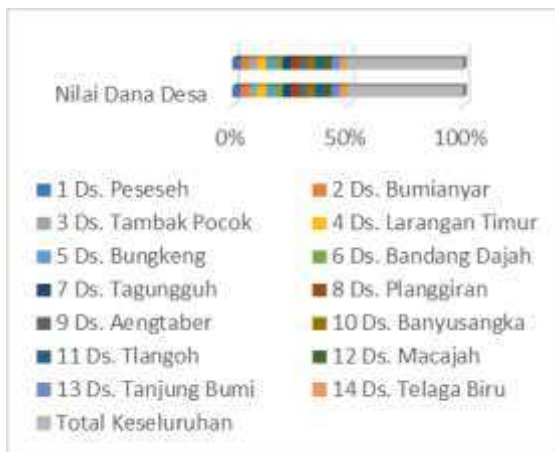 Nilai Dana Desa
0% 50% 100%
1 Ds. Peseseh 2 Ds. Bumianyar
3 Ds. Tambak Pocok 4 Ds. Larangan Timur
5 Ds. Bungkeng 6 Ds. Bandang Dajah
7 Ds. Tagungguh 8 Ds. Planggiran
9 Ds. Aengtaber 10 Ds. Banyusangka
11 Ds. Tlangoh 12 Ds. Macajah
13 Ds. Tanjung Bumi 14 Ds. Telaga Biru
Total Keseluruhan